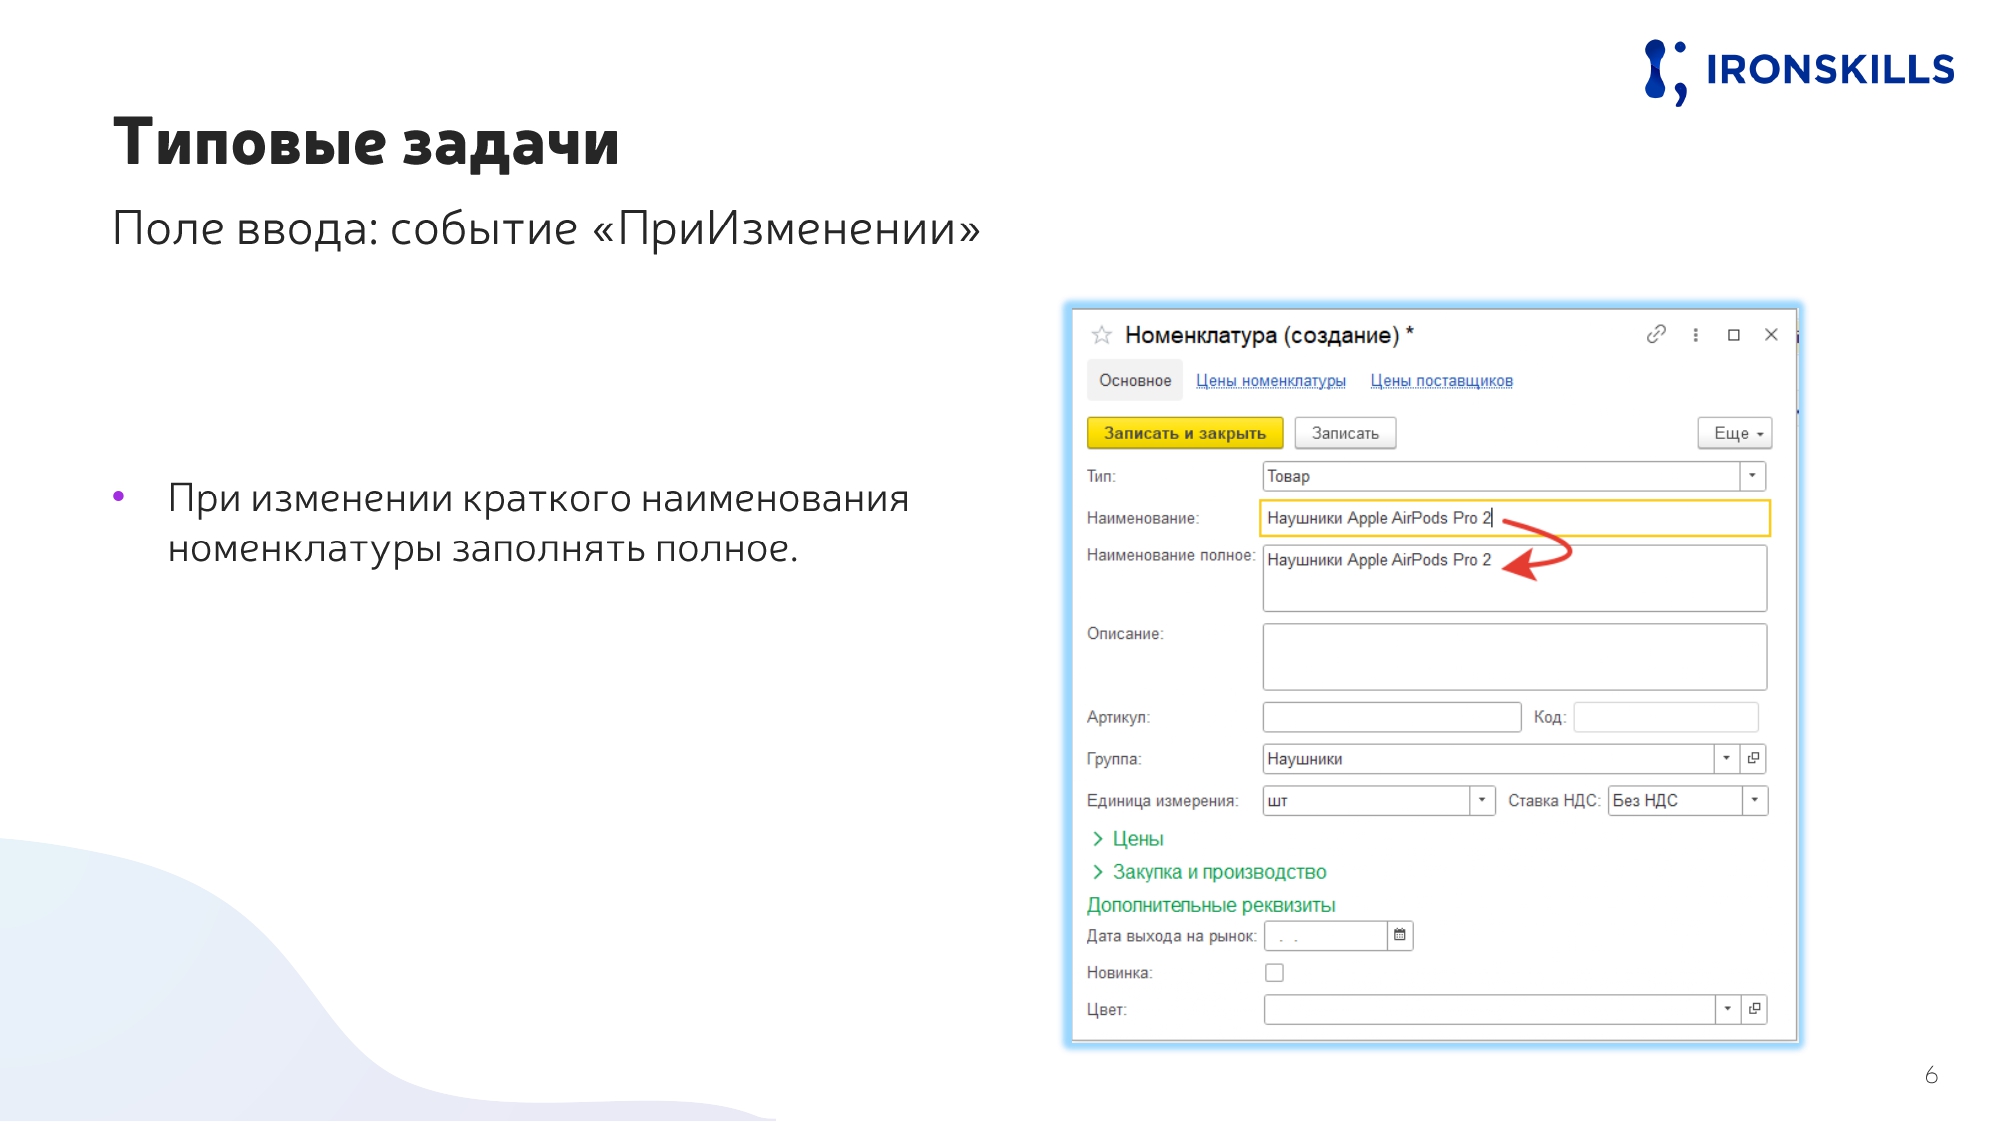 IRONSKILLS
Типовые задачи
Поле ввода: событие «ПриИзменении»
• При изменении краткого наименования
номенклатуры заполнять полное.
Номенклатура (создание) *
Основное Цены номенклатуры Цены поставщиков
Записать и закрыть Записать Еще
Тип: Товар
Наименование: Наушники Apple AirPods Pro 2
Наименование полное: Наушники Apple AirPods Pro 2
Описание:
Артикул: Код:
Группа: Наушники
Единица измерения: шт Ставка НДС: Без НДС
Цены
Закупка и производство
Дополнительные реквизиты
Дата выхода на рынок: . .
Новинка:
Цвет:
6